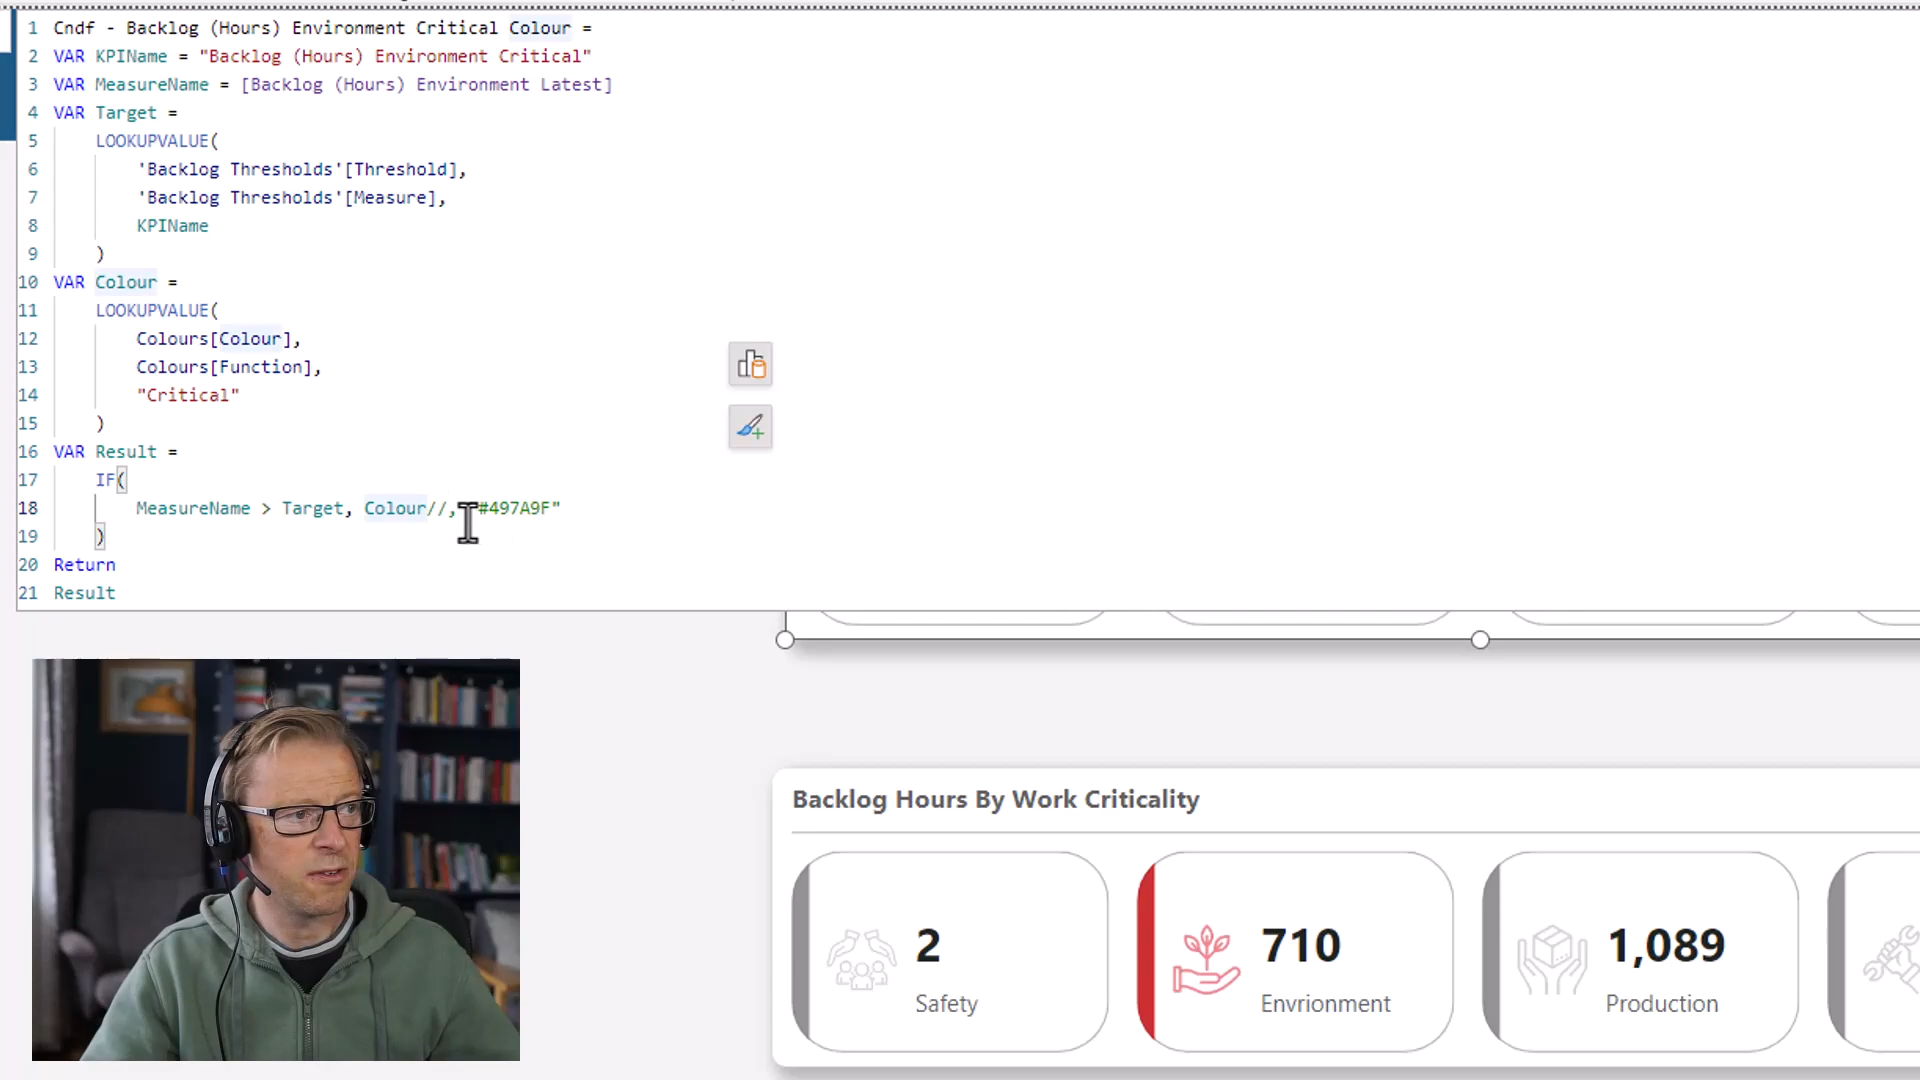 1 Cndf - Backlog (Hours) Environment Critical Colour =
2 VAR KPIName = "Backlog (Hours) Environment Critical"
3 VAR MeasureName = [Backlog (Hours) Environment Latest]
4 VAR Target =
5 LOOKUPVALUE(
6 'Backlog Thresholds'[Threshold],
7 'Backlog Thresholds'[Measure],
8 KPIName
9 )
10 VAR Colour =
11 LOOKUPVALUE(
12 Colours[Colour],
13 Colours[Function],
14 "Critical"
15 )
16 VAR Result =
17 IF(
18 MeasureName > Target, Colour//, #497A9F"
19 )
20 Return
21 Result
Backlog Hours By Work Criticality
2
Safety
710
Envrionment
1,089
Production